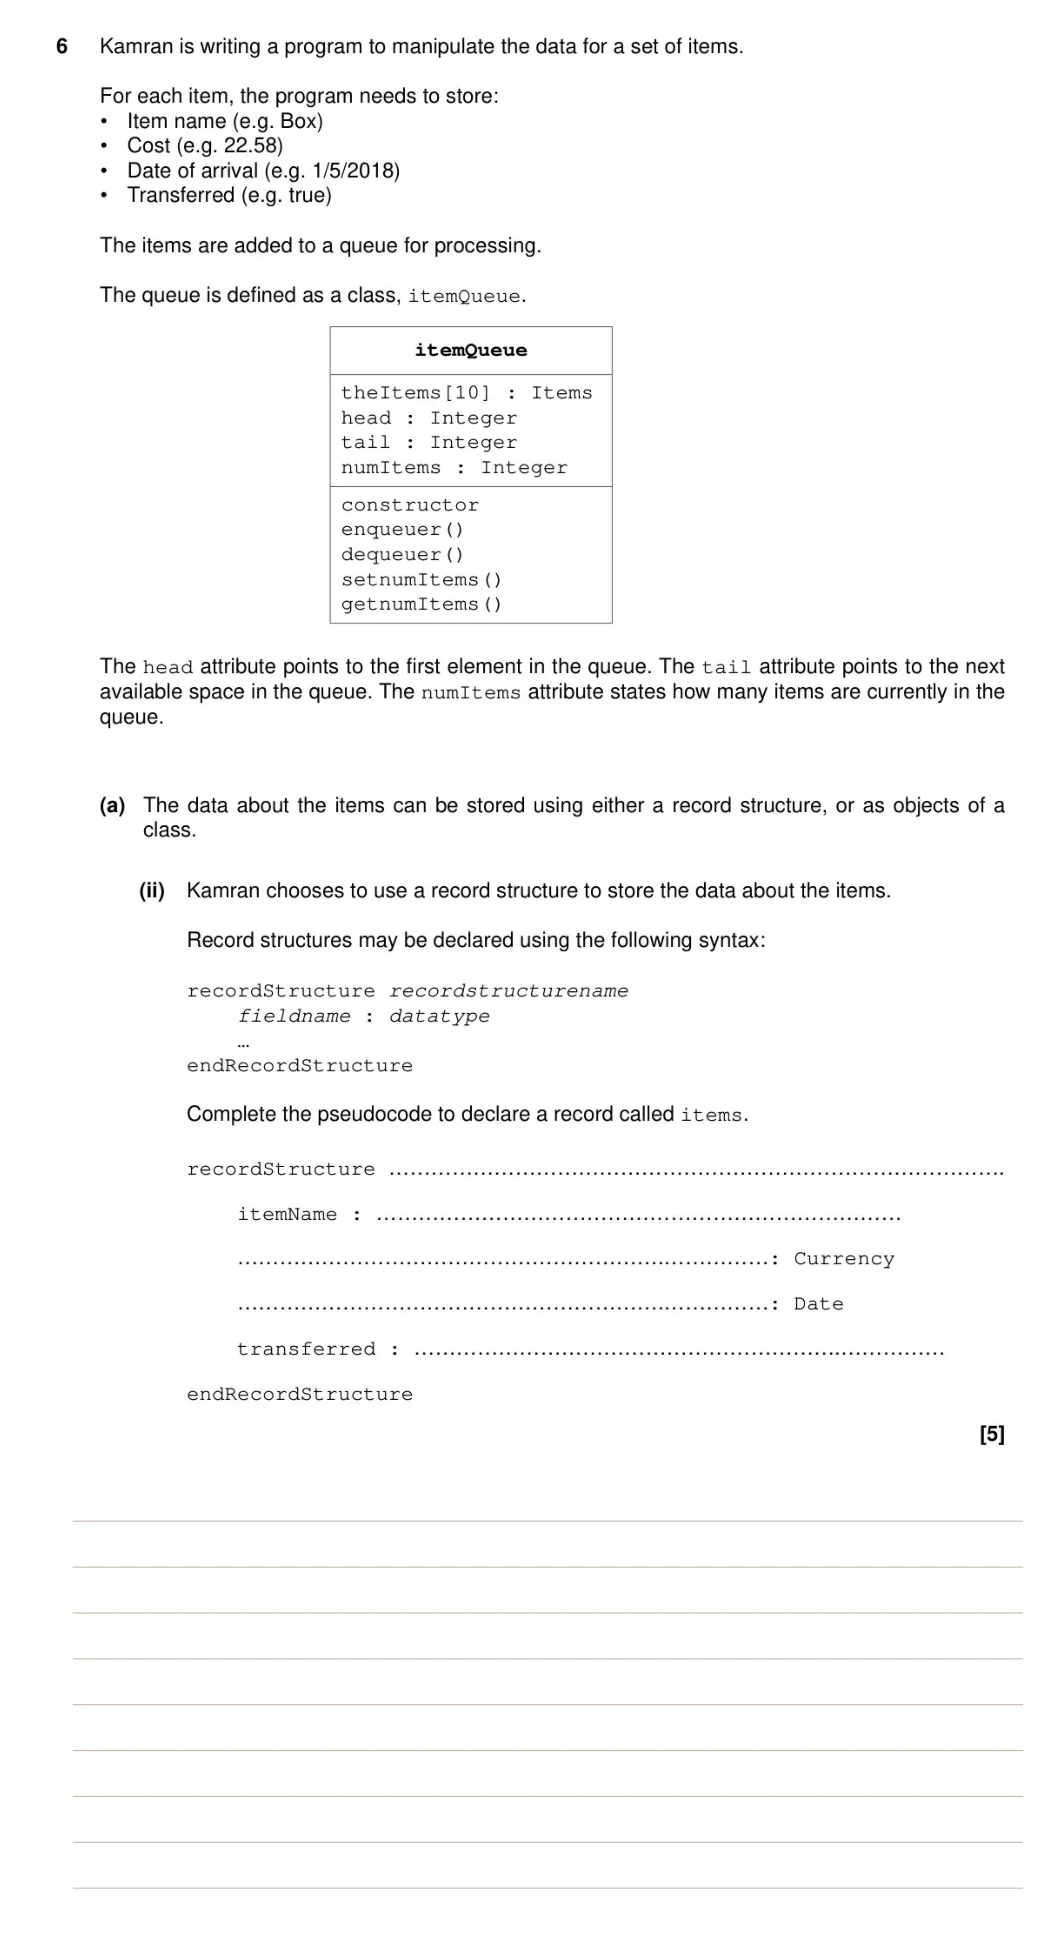 6 Kamran is writing a program to manipulate the data for a set of items.
For each item, the program needs to store:
• Item name (e.g. Box)
• Cost (e.g. 22.58)
• Date of arrival (e.g. 1/5/2018)
• Transferred (e.g. true)
The items are added to a queue for processing.
The queue is defined as a class, itemQueue.
itemQueue
theItems[10] : Items
head : Integer
tail : Integer
numItems : Integer
constructor
enqueuer()
dequeuer()
setnumItems()
getnumItems()
The head attribute points to the first element in the queue. The tail attribute points to the next
available space in the queue. The numItems attribute states how many items are currently in the
queue.
(a) The data about the items can be stored using either a record structure, or as objects of a
class.
(ii) Kamran chooses to use a record structure to store the data about the items.
Record structures may be declared using the following syntax:
recordStructure recordstructurename
fieldname : datatype
…
endRecordStructure
Complete the pseudocode to declare a record called items.
recordStructure ........................................................................................
itemName : ...........................................................................
............................................................................: Currency
............................................................................: Date
transferred : ............................................................................
endRecordStructure
[5]